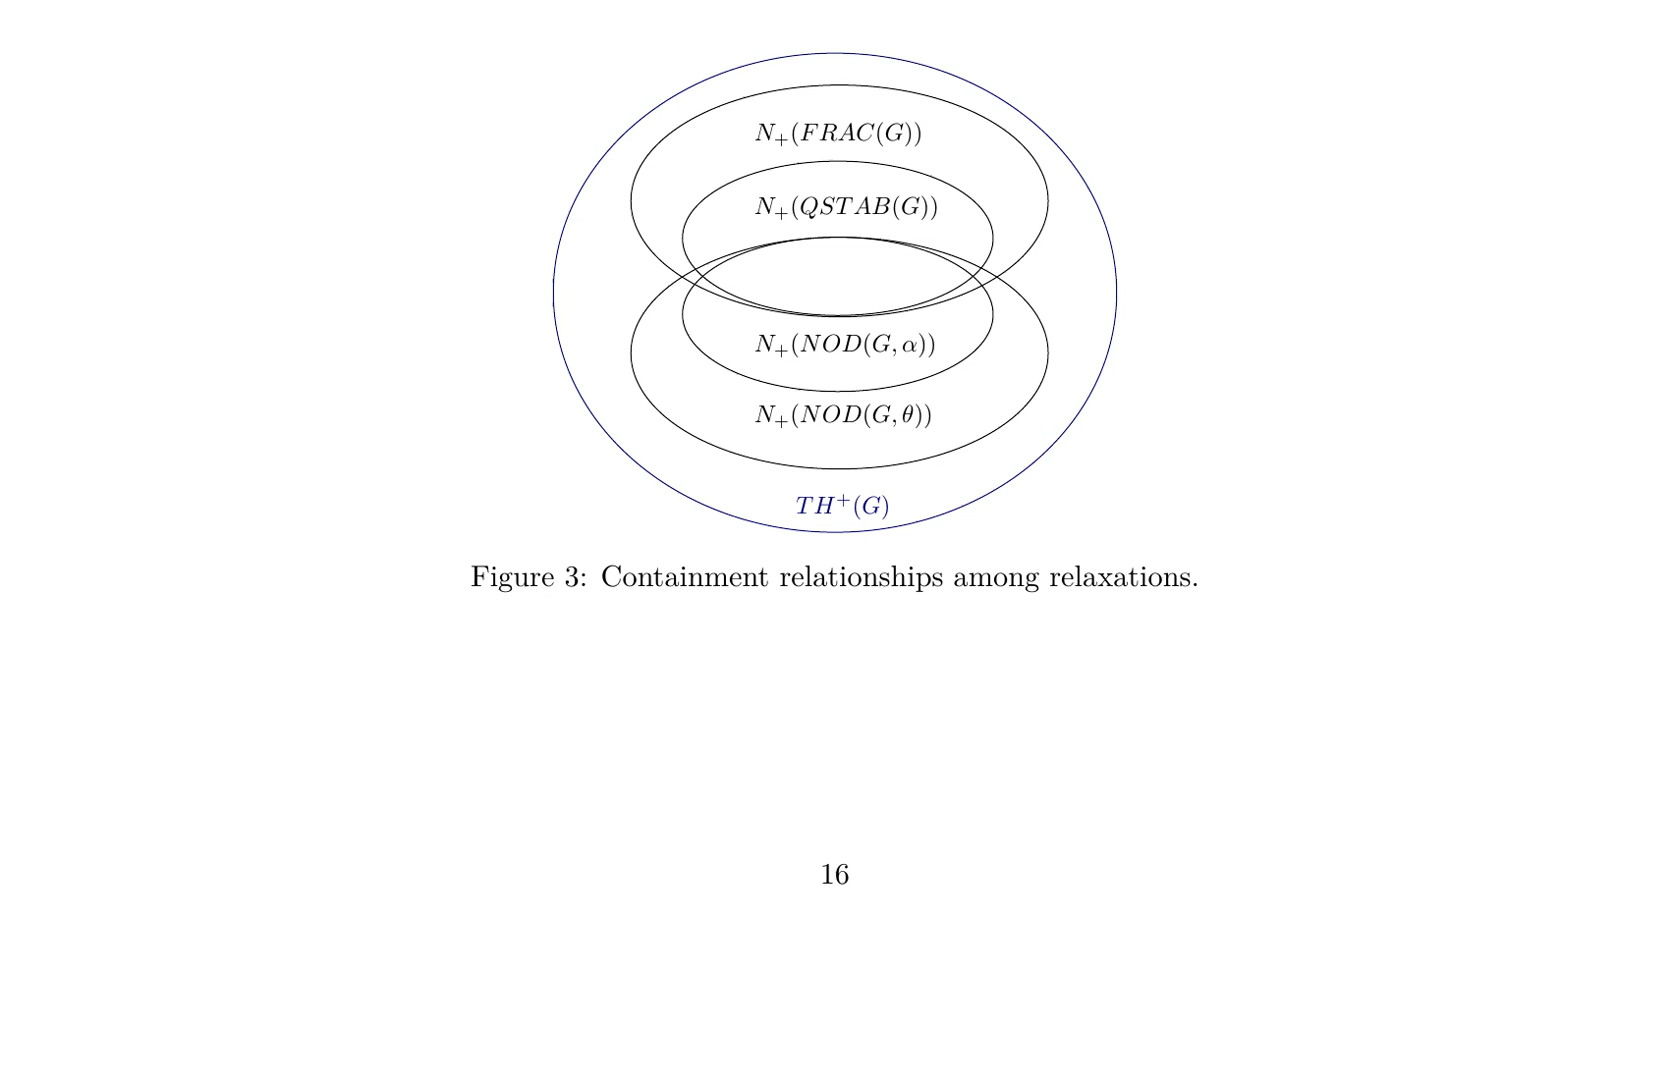 N₊(FRAC(G))
N₊(QSTAB(G))
N₊(NOD(G, α))
N₊(NOD(G, θ))
TH⁺(G)
Figure 3: Containment relationships among relaxations.
16